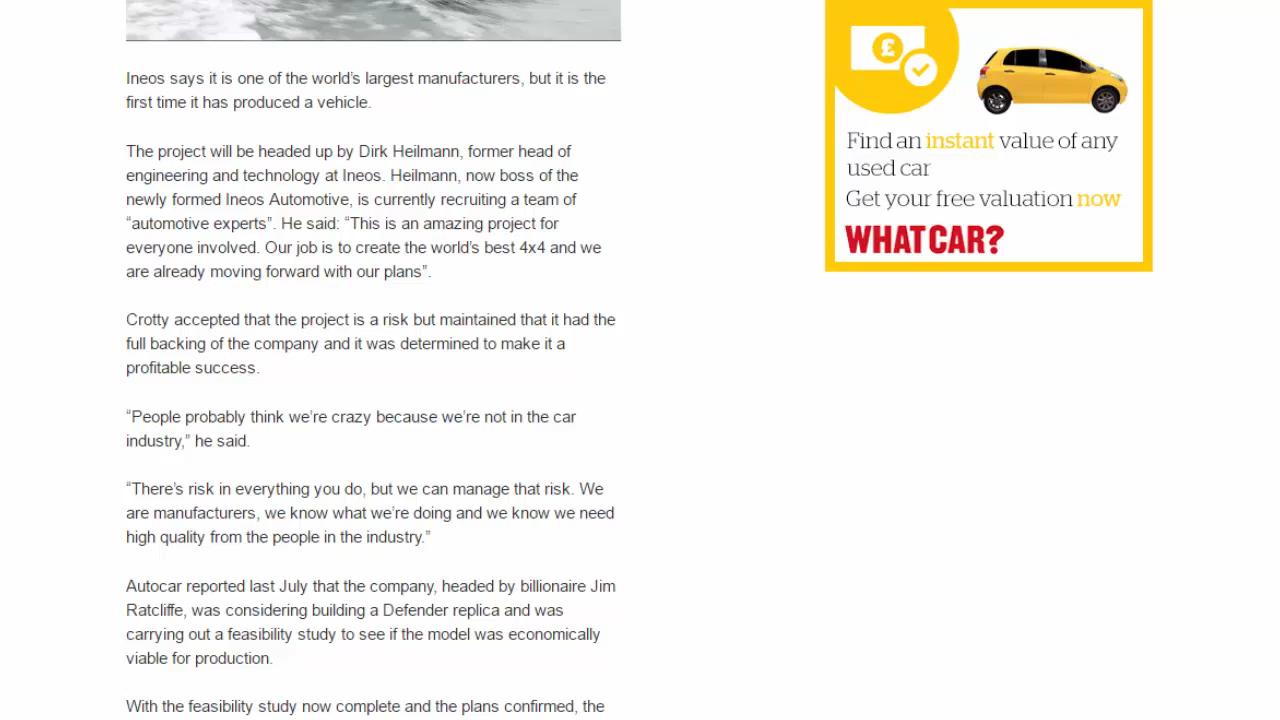 Ineos says it is one of the world’s largest manufacturers, but it is the
first time it has produced a vehicle.
The project will be headed up by Dirk Heilmann, former head of
engineering and technology at Ineos. Heilmann, now boss of the
newly formed Ineos Automotive, is currently recruiting a team of
“automotive experts”. He said: “This is an amazing project for
everyone involved. Our job is to create the world’s best 4x4 and we
are already moving forward with our plans”.
Crotty accepted that the project is a risk but maintained that it had the
full backing of the company and it was determined to make it a
profitable success.
“People probably think we’re crazy because we’re not in the car
industry,” he said.
“There’s risk in everything you do, but we can manage that risk. We
are manufacturers, we know what we’re doing and we know we need
high quality from the people in the industry.”
Autocar reported last July that the company, headed by billionaire Jim
Ratcliffe, was considering building a Defender replica and was
carrying out a feasibility study to see if the model was economically
viable for production.
With the feasibility study now complete and the plans confirmed, the
£
Find an instant value of any
used car
Get your free valuation now
WHAT CAR?